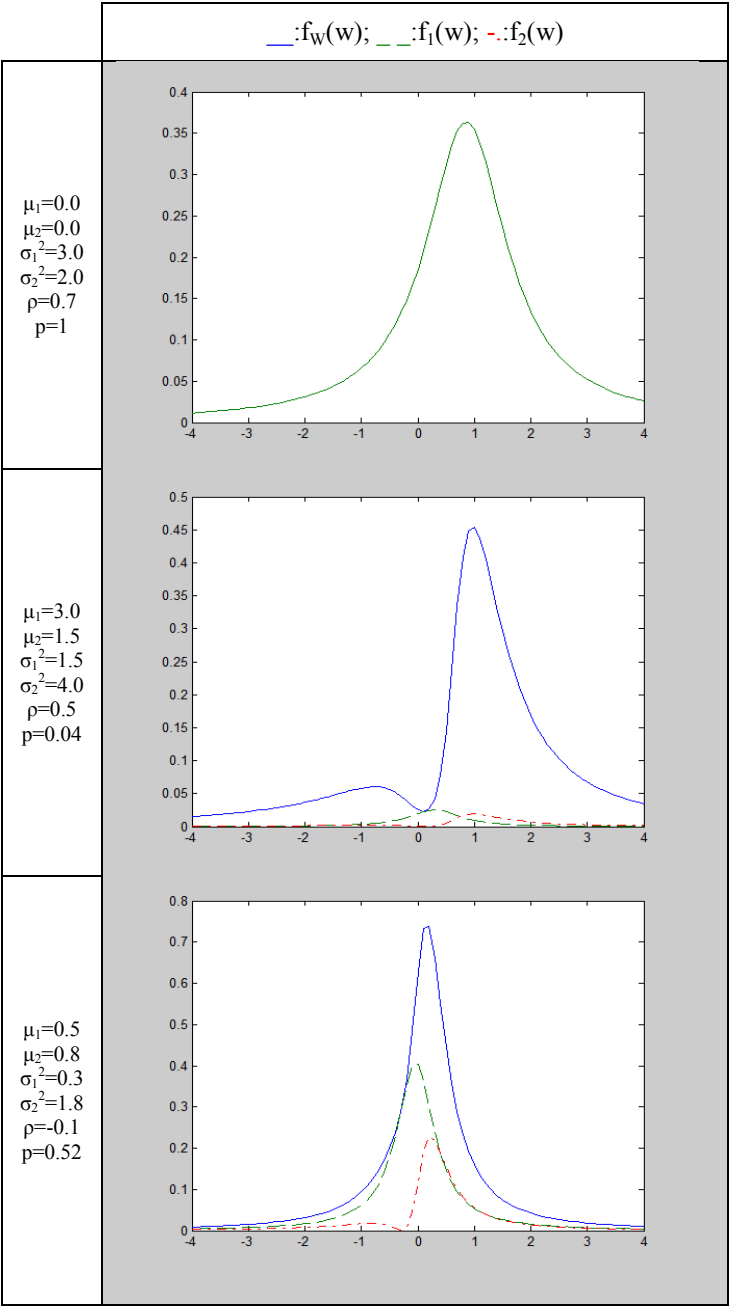 __:f_W(w); _ _:f₁(w); -.:f₂(w)
μ₁=0.0
μ₂=0.0
σ₁²=3.0
σ₂²=2.0
ρ=0.7
p=1
0.4
0.35
0.3
0.25
0.2
0.15
0.1
0.05
0
-4 -3 -2 -1 0 1 2 3 4
μ₁=3.0
μ₂=1.5
σ₁²=1.5
σ₂²=4.0
ρ=0.5
p=0.04
0.5
0.45
0.4
0.35
0.3
0.25
0.2
0.15
0.1
0.05
0
-4 -3 -2 -1 0 1 2 3 4
μ₁=0.5
μ₂=0.8
σ₁²=0.3
σ₂²=1.8
ρ=-0.1
p=0.52
0.8
0.7
0.6
0.5
0.4
0.3
0.2
0.1
0
-4 -3 -2 -1 0 1 2 3 4